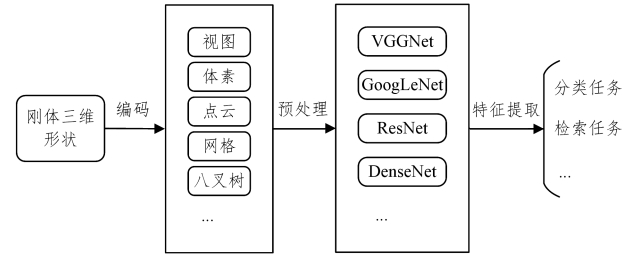 刚体三维
形状
编码
视图
体素
点云
网格
八叉树
...
预处理
VGGNet
GoogLeNet
ResNet
DenseNet
...
特征提取
分类任务
检索任务
...